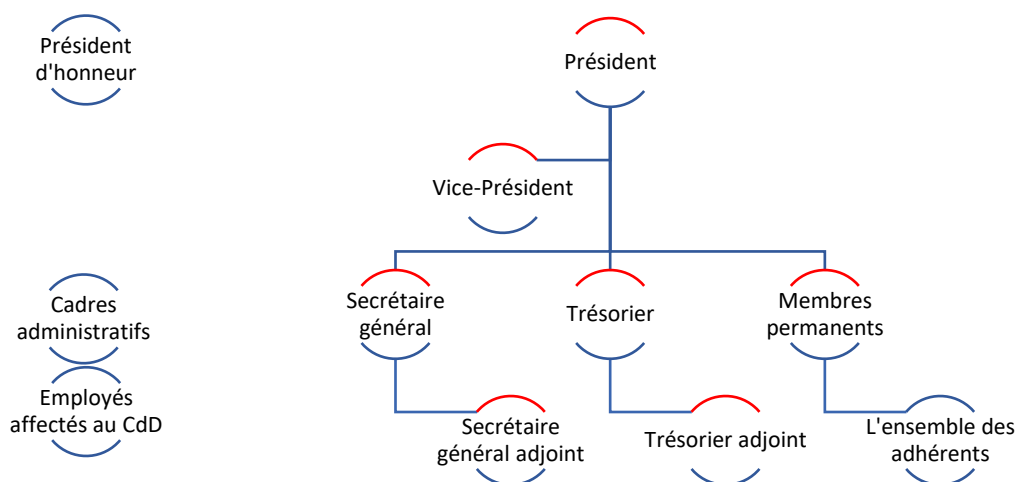 Président
d'honneur
Président
Vice-Président
Cadres
administratifs
Secrétaire
général
Trésorier
Membres
permanents
Employés
affectés au CdD
Secrétaire
général adjoint
Trésorier adjoint
L'ensemble des
adhérents